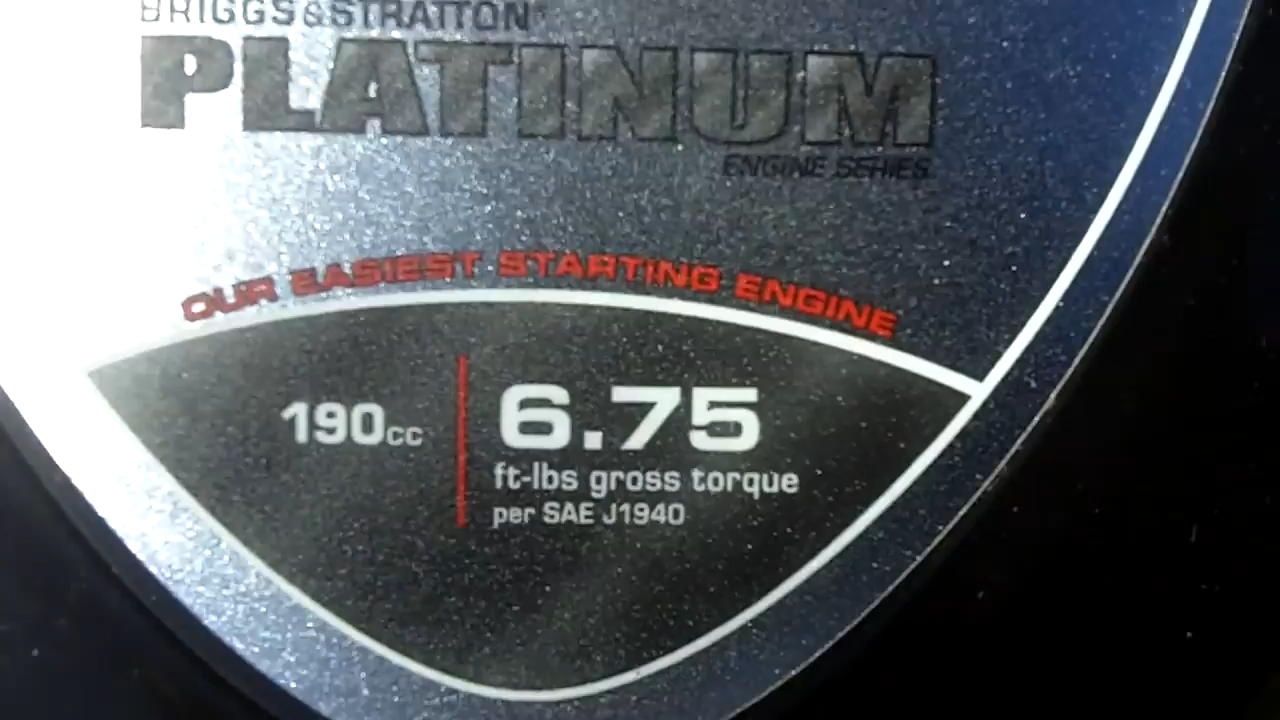 BRIGGS&STRATTON
PLATINUM
ENGINE SERIES
OUR EASIEST STARTING ENGINE
190cc
6.75
ft-lbs gross torque
per SAE J1940